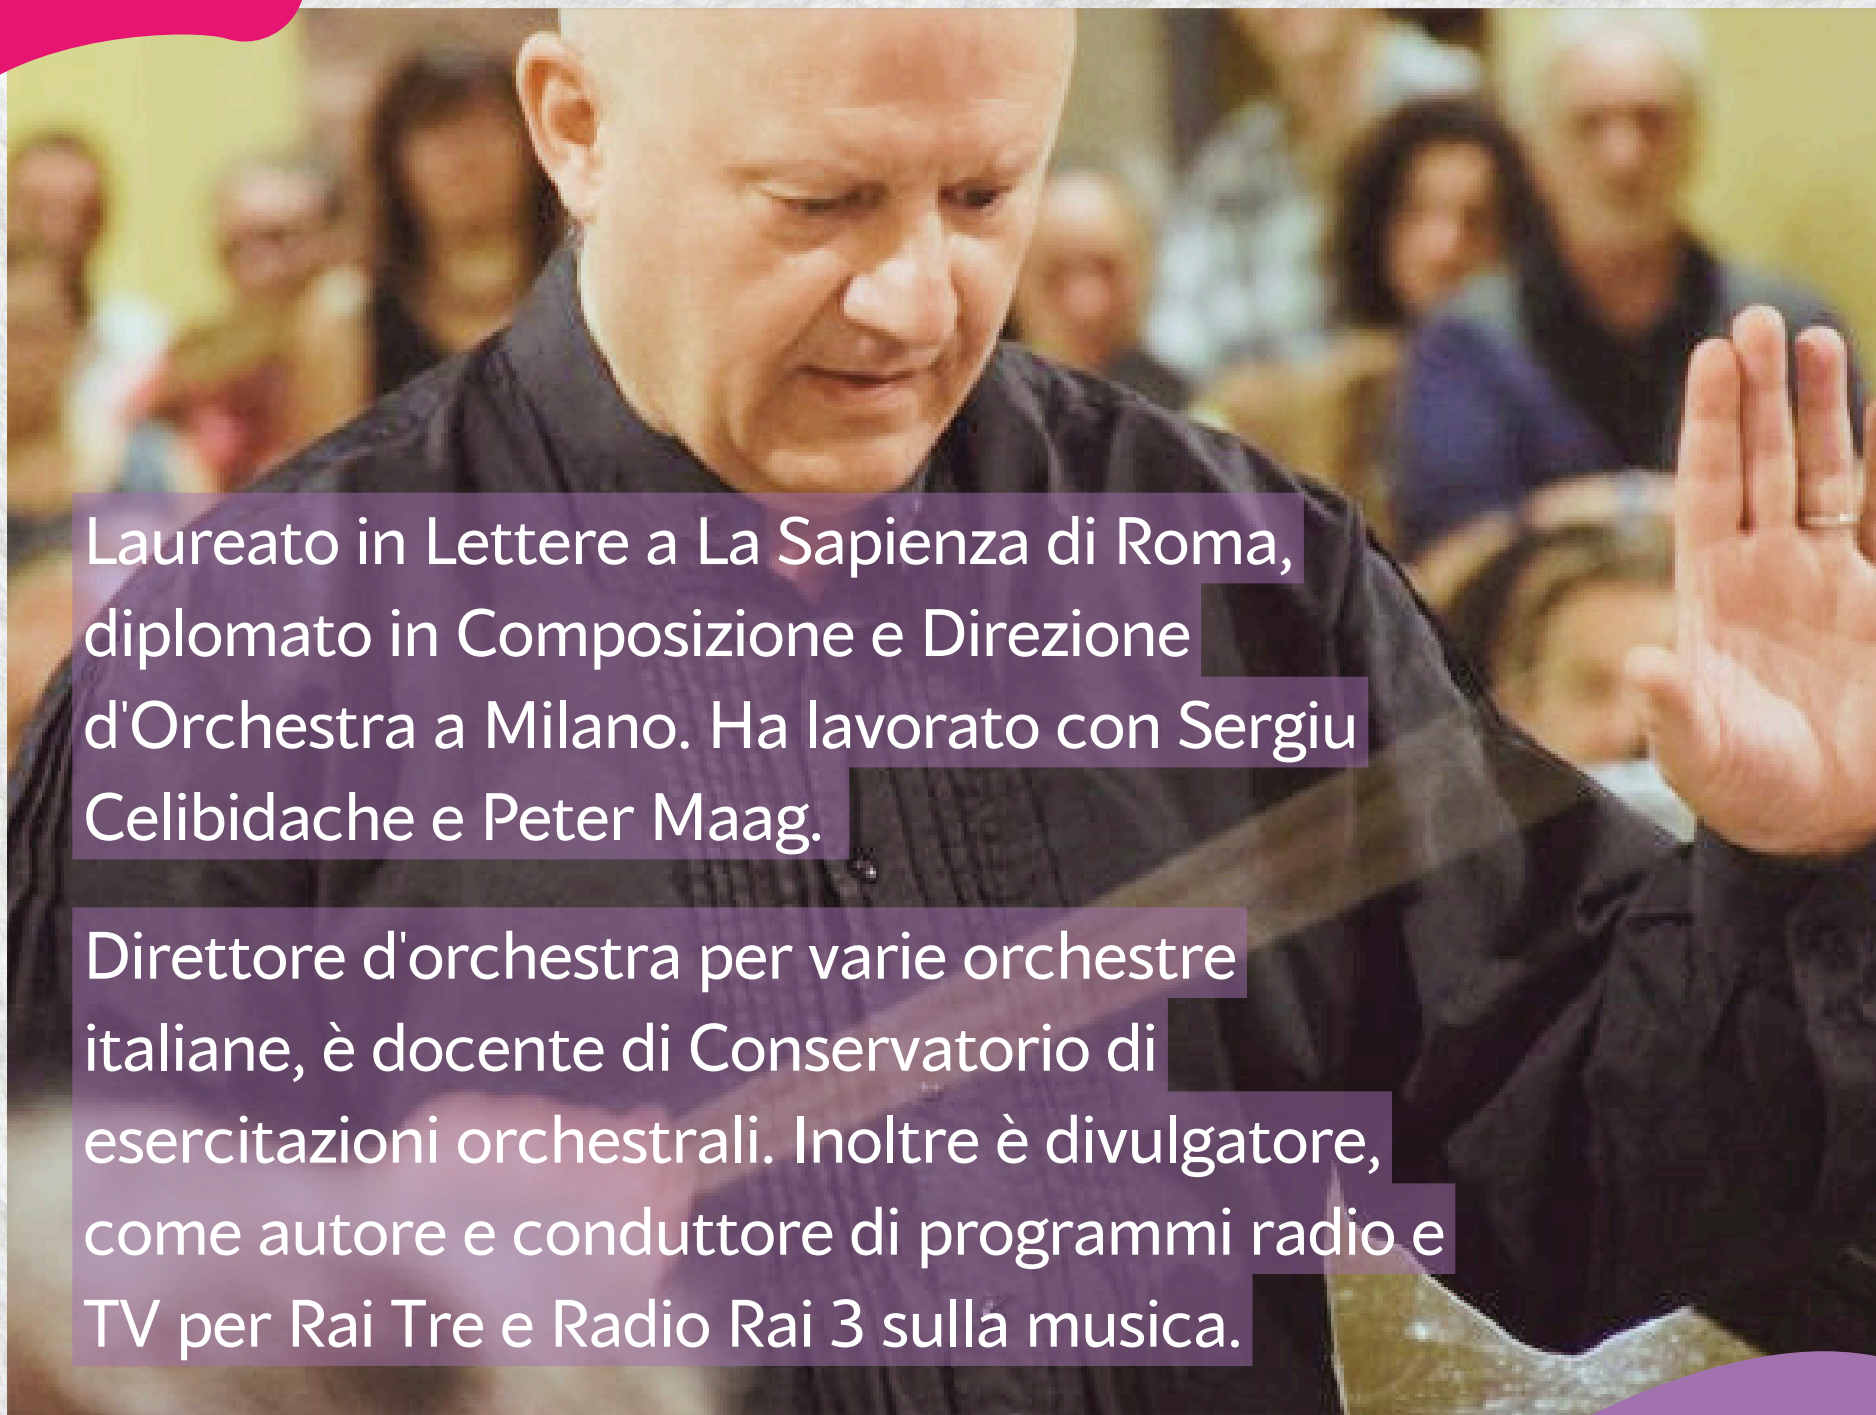 Laureato in Lettere a La Sapienza di Roma,
diplomato in Composizione e Direzione
d'Orchestra a Milano. Ha lavorato con Sergiu
Celibidache e Peter Maag.
Direttore d'orchestra per varie orchestre
italiane, è docente di Conservatorio di
esercitazioni orchestrali. Inoltre è divulgatore,
come autore e conduttore di programmi radio e
TV per Rai Tre e Radio Rai 3 sulla musica.